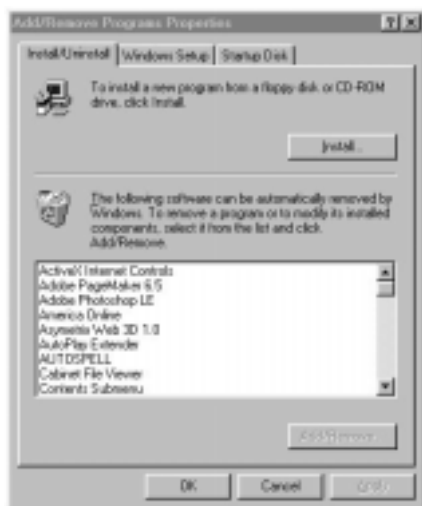 Add/Remove Programs Properties
Install/Uninstall Windows Setup Startup Disk
To install a new program from a floppy disk or CD-ROM
drive, click Install.
Install...
The following software can be automatically removed by
Windows. To remove a program or to modify its installed
components, select it from the list and click
Add/Remove.
ActiveX Internet Controls
Adobe PageMaker 6.5
Adobe Photoshop LE
America Online
Asymetrix Web 3D 1.0
AutoPlay Extender
AUTOSPELL
Cabinet File Viewer
Contents Submenu
Add/Remove...
OK Cancel Apply